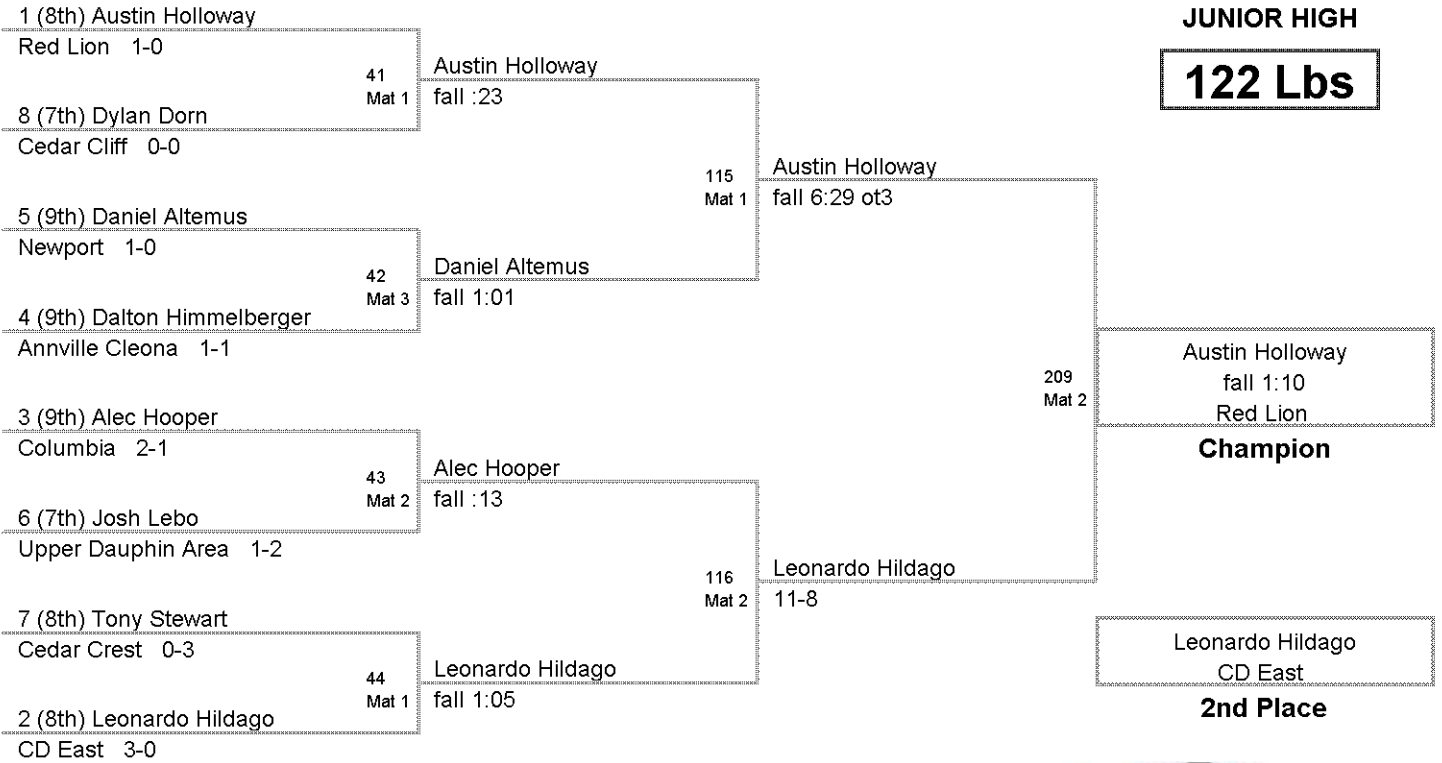 1 (8th) Austin Holloway
Red Lion 1-0
41
Mat 1
8 (7th) Dylan Dorn
Cedar Cliff 0-0
5 (9th) Daniel Altemus
Newport 1-0
42
Mat 3
4 (9th) Dalton Himmelberger
Annville Cleona 1-1
3 (9th) Alec Hooper
Columbia 2-1
43
Mat 2
6 (7th) Josh Lebo
Upper Dauphin Area 1-2
7 (8th) Tony Stewart
Cedar Crest 0-3
44
Mat 1
2 (8th) Leonardo Hildago
CD East 3-0
Austin Holloway
fall :23
115
Mat 1
Daniel Altemus
fall 1:01
Alec Hooper
fall :13
116
Mat 2
Leonardo Hildago
fall 1:05
Austin Holloway
fall 6:29 ot3
209
Mat 2
Leonardo Hildago
11-8
JUNIOR HIGH
122 Lbs
Austin Holloway
fall 1:10
Red Lion
Champion
Leonardo Hildago
CD East
2nd Place